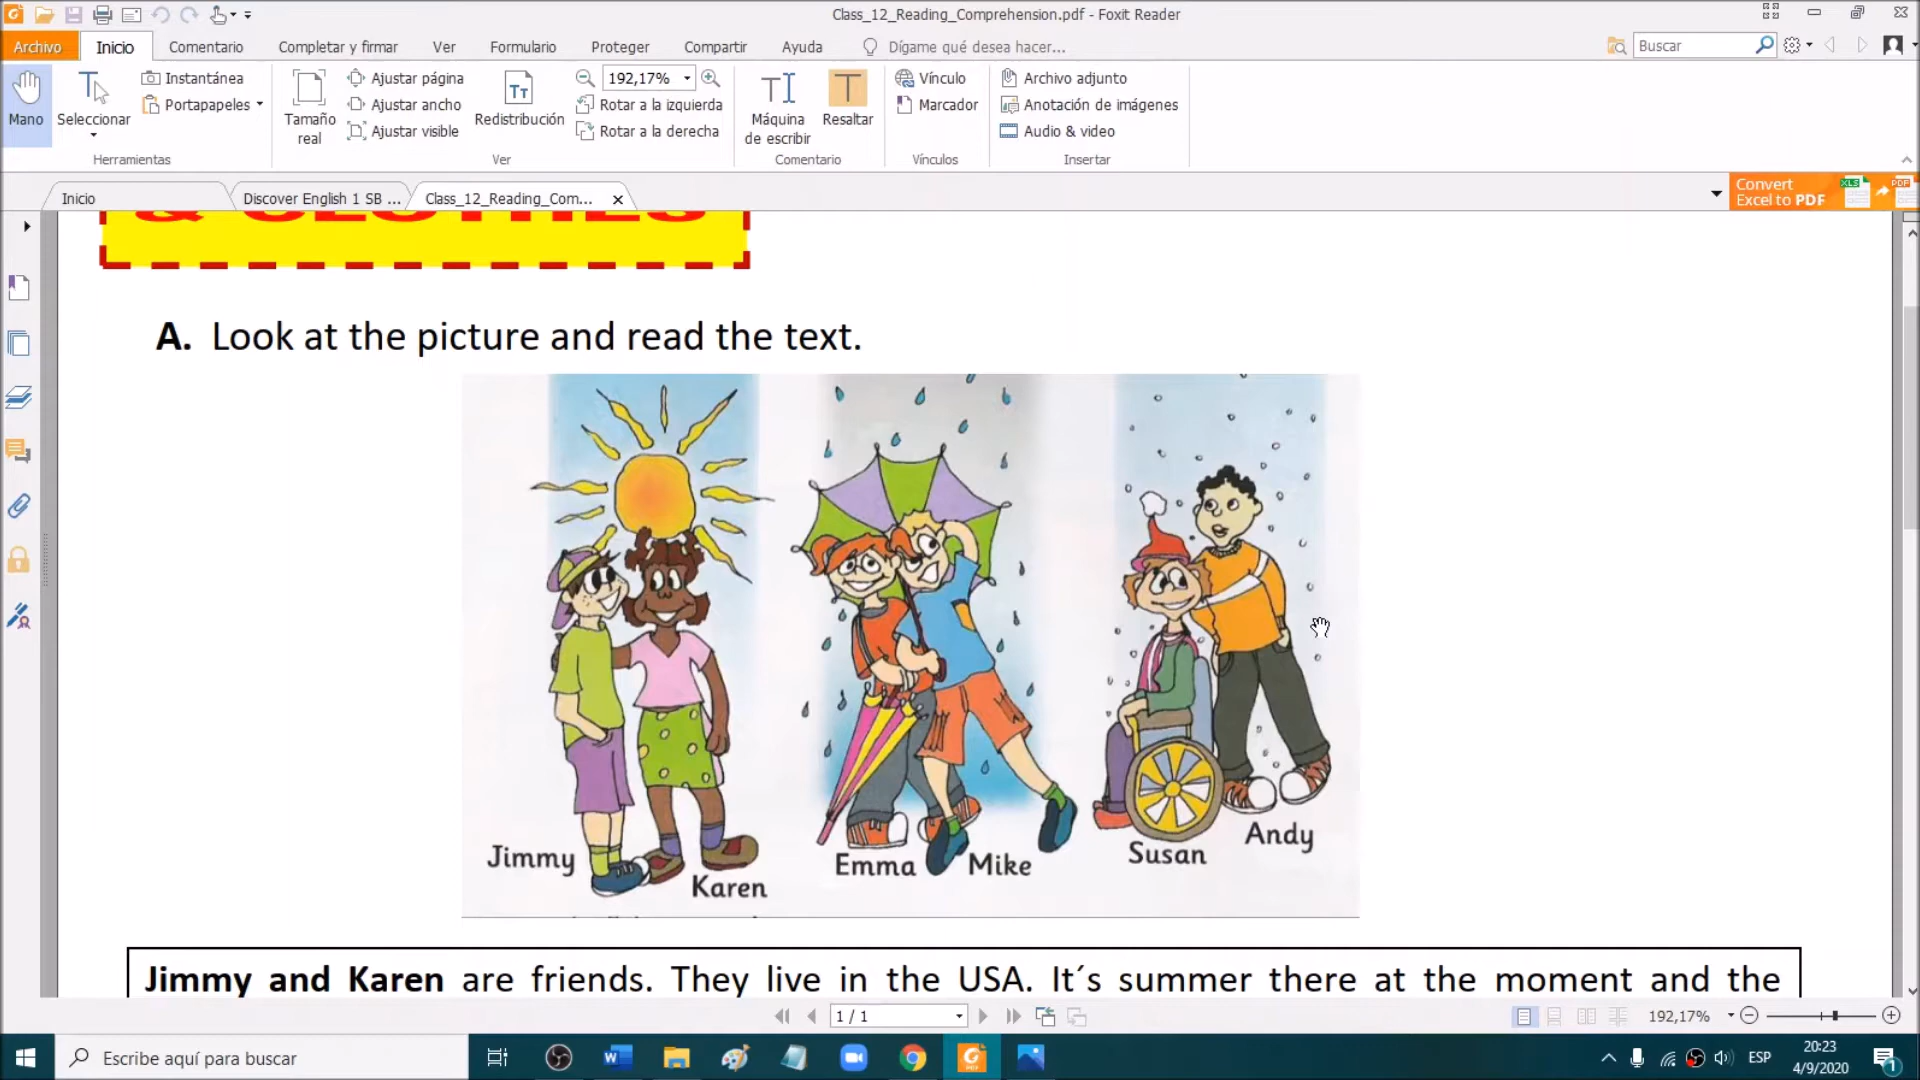 Class_12_Reading_Comprehension.pdf - Foxit Reader
Archivo Inicio Comentario Completar y firmar Ver Formulario Proteger Compartir Ayuda Dígame qué desea hacer... Buscar
Mano
Seleccionar
Instantánea
Portapapeles
Herramientas
Tamaño real
Ajustar página
Ajustar ancho
Ajustar visible
Redistribución
192,17%
Rotar a la izquierda
Rotar a la derecha
Ver
Máquina de escribir
Resaltar
Comentario
Vínculo
Marcador
Vínculos
Archivo adjunto
Anotación de imágenes
Audio & video
Insertar
Inicio Discover English 1 SB ... Class_12_Reading_Com...
Convert
Excel to PDF
& CLOTHES
A. Look at the picture and read the text.
Jimmy
Karen
Emma
Mike
Susan
Andy
Jimmy and Karen are friends. They live in the USA. It´s summer there at the moment and the
1 / 1
192,17%
Escribe aquí para buscar
ESP
20:23
4/9/2020
1